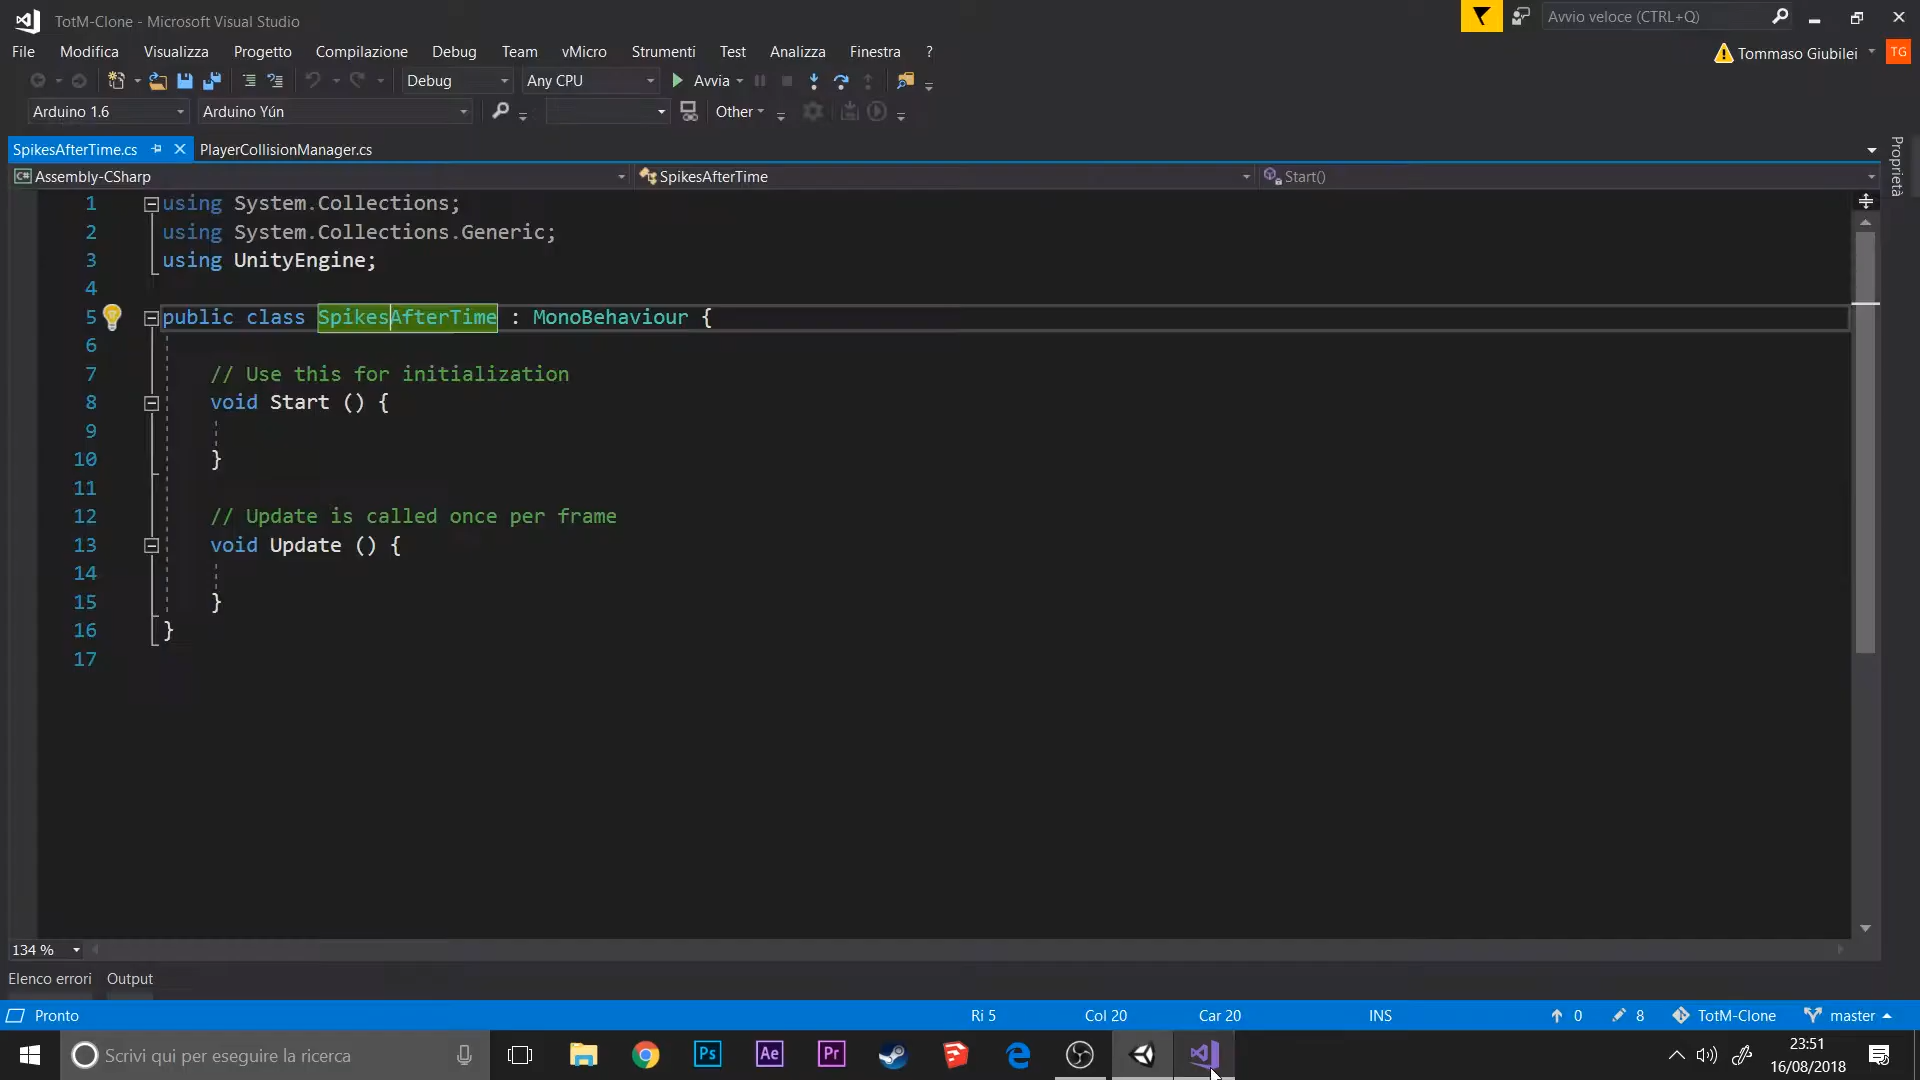 TotM-Clone - Microsoft Visual Studio
Avvio veloce (CTRL+Q)
File Modifica Visualizza Progetto Compilazione Debug Team vMicro Strumenti Test Analizza Finestra ?
Tommaso Giubilei TG
Debug Any CPU Avvia
Arduino 1.6 Arduino Yún Other
SpikesAfterTime.cs PlayerCollisionManager.cs
Proprietà
Assembly-CSharp SpikesAfterTime Start()
1 using System.Collections;
2 using System.Collections.Generic;
3 using UnityEngine;
4
5 public class SpikesAfterTime : MonoBehaviour {
6
7 // Use this for initialization
8 void Start () {
9
10 }
11
12 // Update is called once per frame
13 void Update () {
14
15 }
16 }
17
134 %
Elenco errori Output
Pronto Ri 5 Col 20 Car 20 INS 0 8 TotM-Clone master
Scrivi qui per eseguire la ricerca
Ps Ae Pr
23:51
16/08/2018